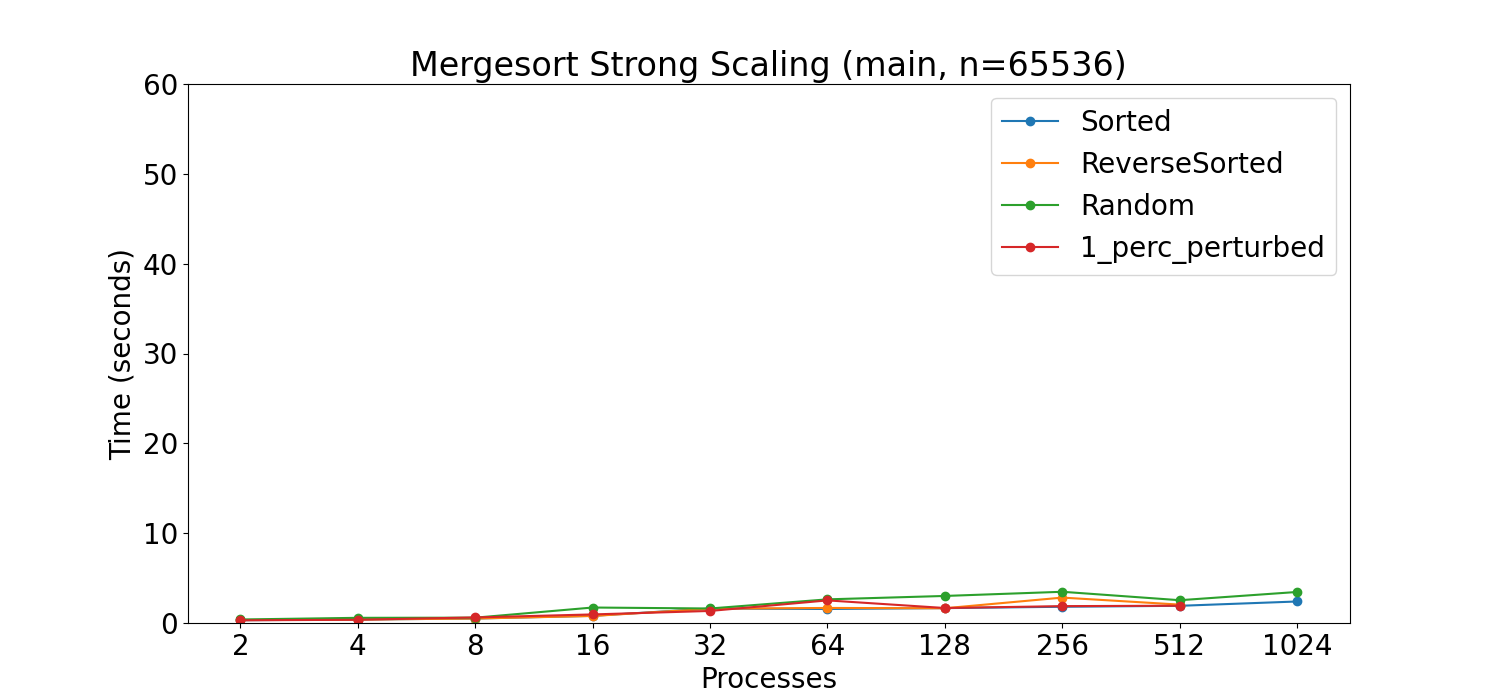 Mergesort Strong Scaling (main, n=65536)
60
50
40
30
20
10
0
Time (seconds)
Sorted
ReverseSorted
Random
1_perc_perturbed
2 4 8 16 32 64 128 256 512 1024
Processes